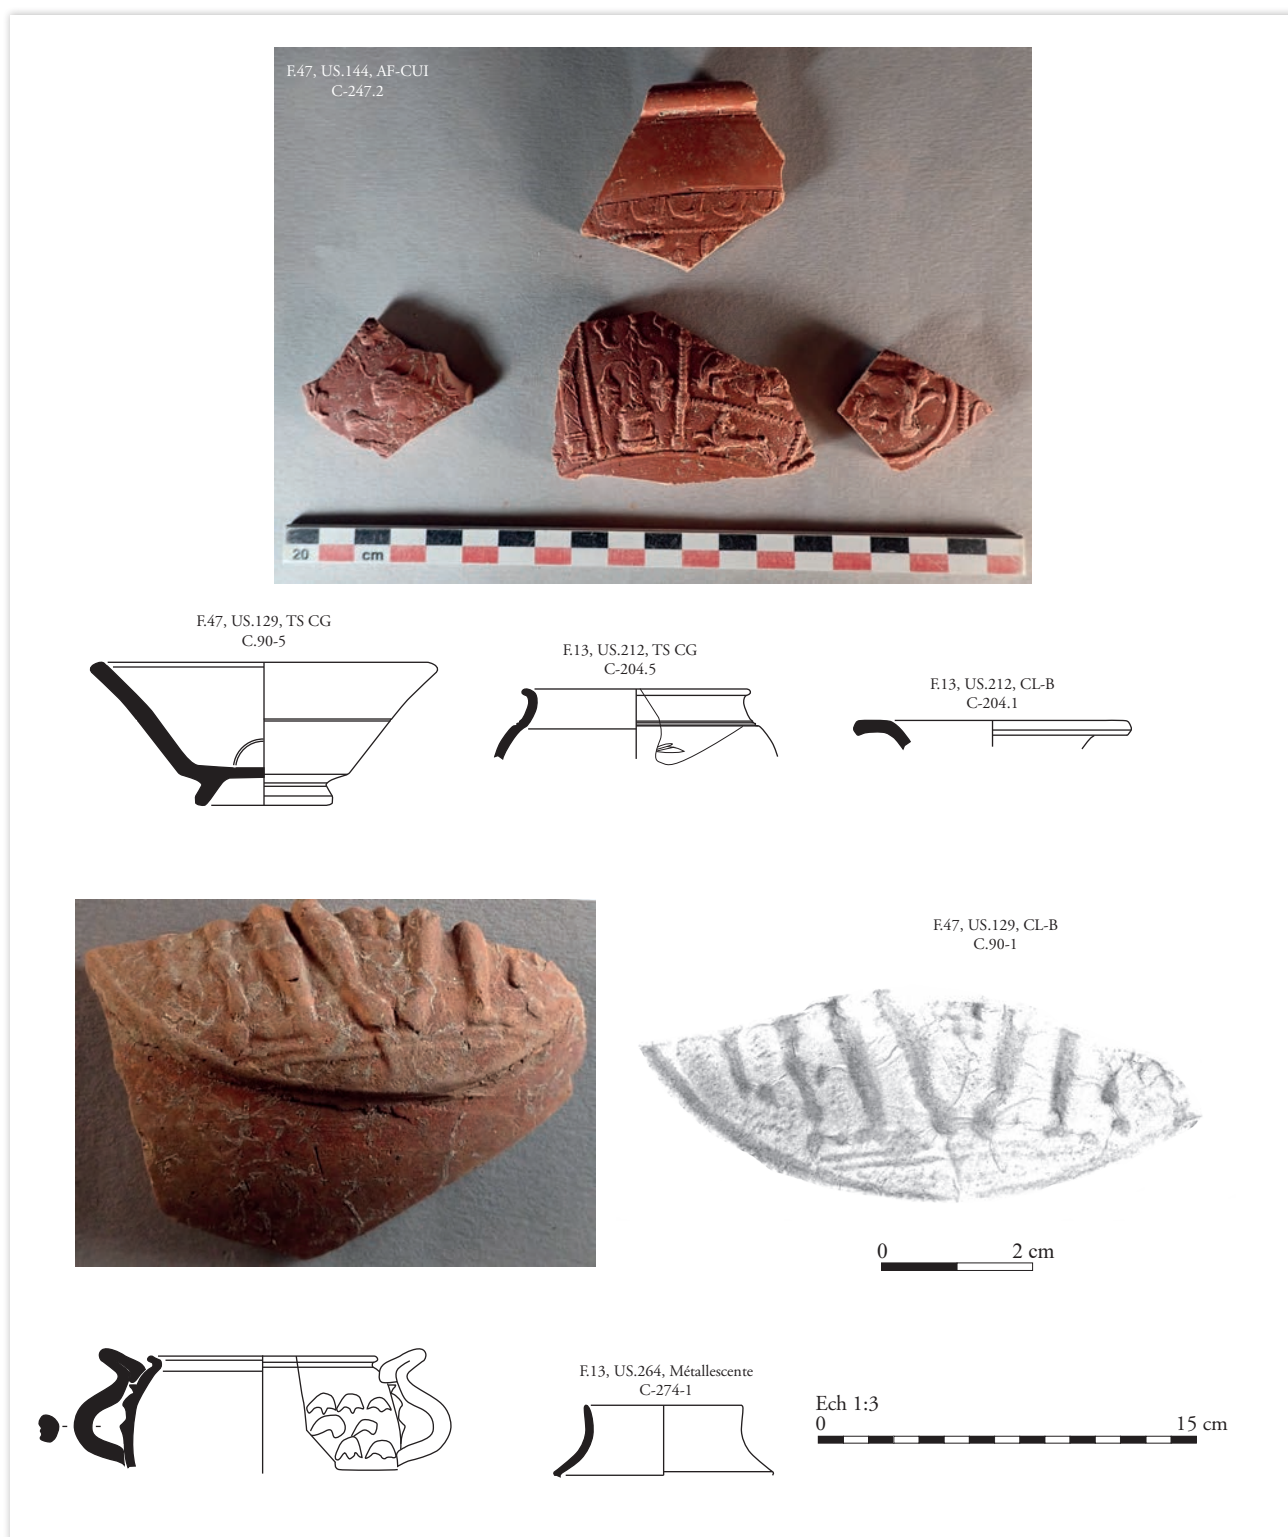 F.47, US.144, AF-CUI
C-247.2
20 cm
F.47, US.129, TS CG
C.90-5
F.13, US.212, TS CG
C-204.5
F.13, US.212, CL-B
C-204.1
F.47, US.129, CL-B
C.90-1
0 2 cm
F.13, US.264, Métallescente
C-274-1
Ech 1:3
0 15 cm